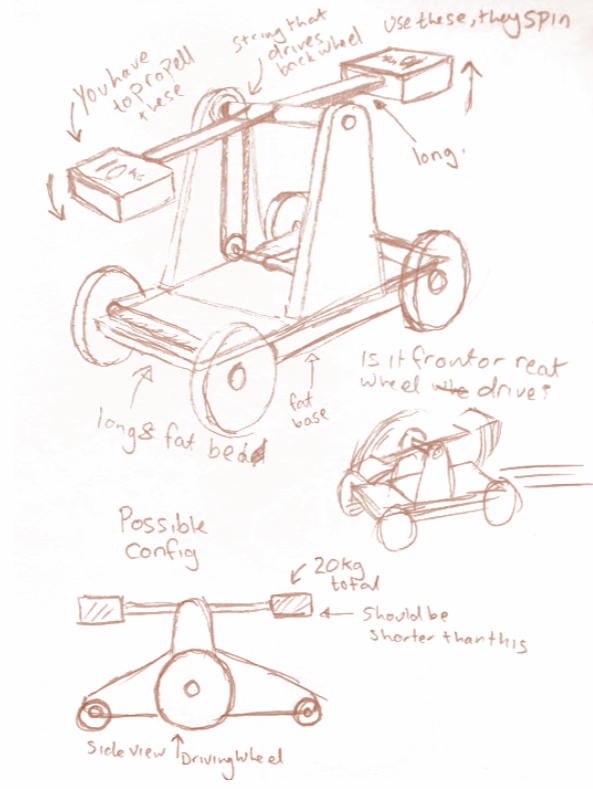 String that
drives
back wheel
Use these, they spin
You have
to propell
these
10 kg
long.
long & fat bed
fat
base
Is it front or rear
wheel drive?
Possible
Config
20kg
total
Should be
shorter than this
Side view
Driving wheel